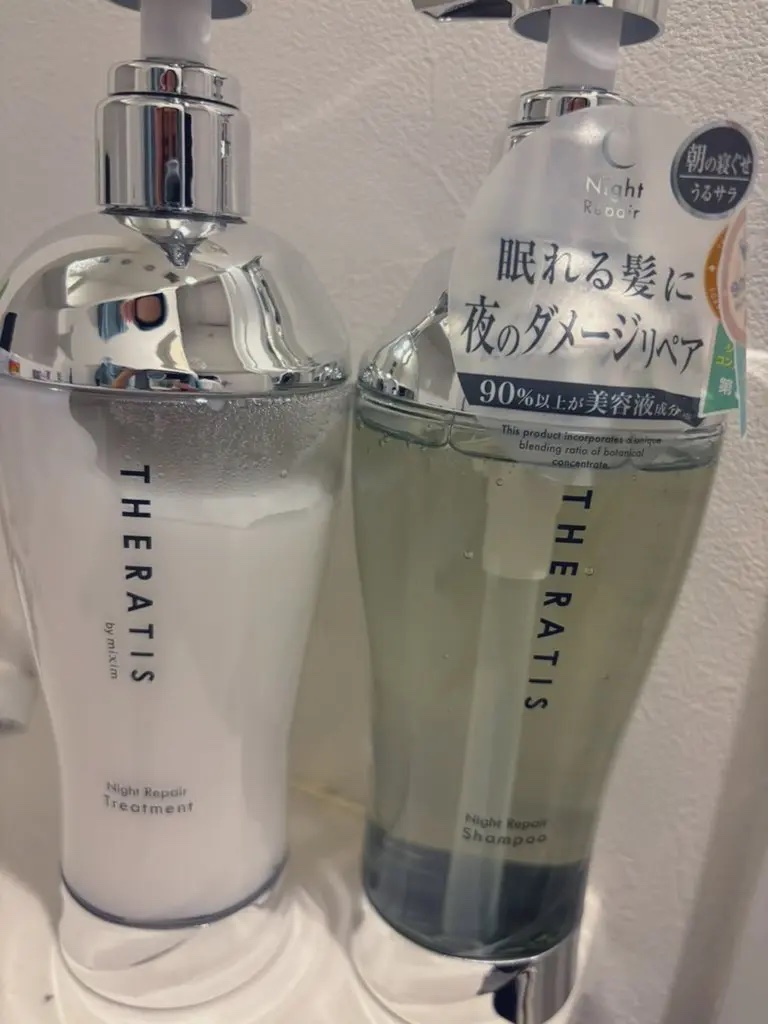 THERATIS
by mixim
Night Repair
Treatment
Night
Repair
朝の寝ぐせ
うるサラ
眠れる髪に
夜のダメージリペア
90%以上が美容液成分
This product incorporates a unique
blending ratio of botanical
concentrate.
THERATIS
Night Repair
Shampoo